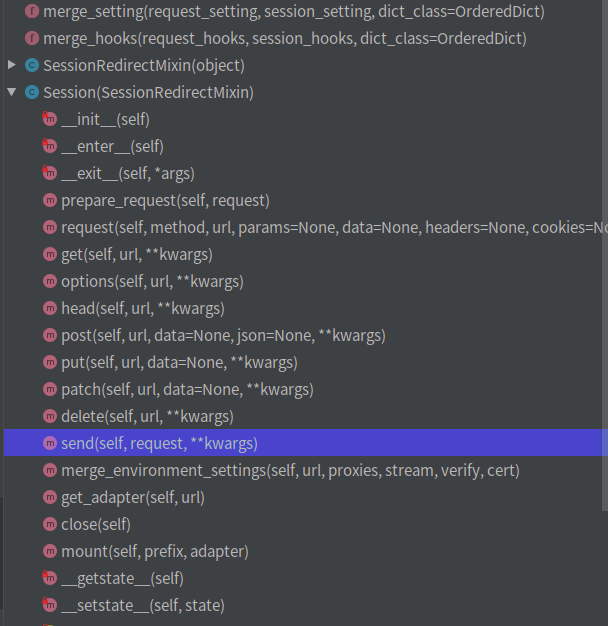 merge_setting(request_setting, session_setting, dict_class=OrderedDict)
merge_hooks(request_hooks, session_hooks, dict_class=OrderedDict)
SessionRedirectMixin(object)
Session(SessionRedirectMixin)
__init__(self)
__enter__(self)
__exit__(self, *args)
prepare_request(self, request)
request(self, method, url, params=None, data=None, headers=None, cookies=No
get(self, url, **kwargs)
options(self, url, **kwargs)
head(self, url, **kwargs)
post(self, url, data=None, json=None, **kwargs)
put(self, url, data=None, **kwargs)
patch(self, url, data=None, **kwargs)
delete(self, url, **kwargs)
send(self, request, **kwargs)
merge_environment_settings(self, url, proxies, stream, verify, cert)
get_adapter(self, url)
close(self)
mount(self, prefix, adapter)
__getstate__(self)
__setstate__(self, state)